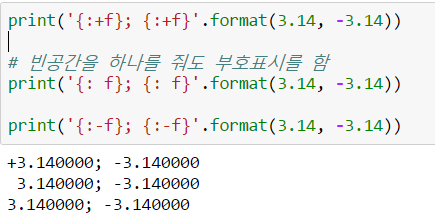 print('{:+f}; {:+f}'.format(3.14, -3.14))
# 빈공간을 하나를 줘도 부호표시를 함
print('{: f}; {: f}'.format(3.14, -3.14))
print('{:-f}; {:-f}'.format(3.14, -3.14))
+3.140000; -3.140000
 3.140000; -3.140000
3.140000; -3.140000